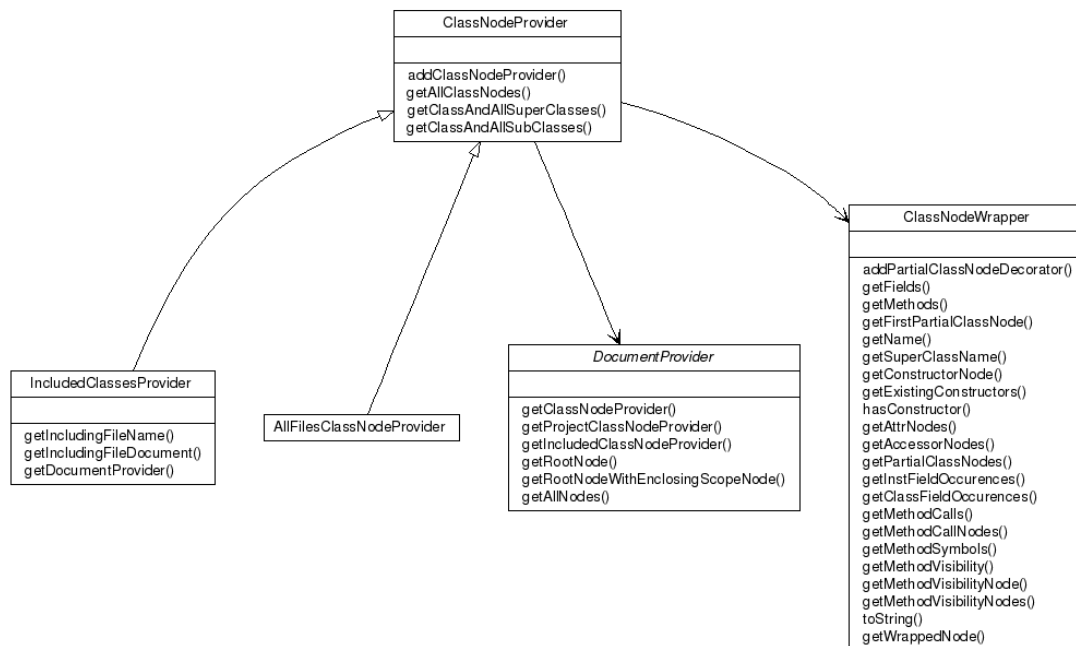 ClassNodeProvider
addClassNodeProvider()
getAllClassNodes()
getClassAndAllSuperClasses()
getClassAndAllSubClasses()
ClassNodeWrapper
addPartialClassNodeDecorator()
getFields()
getMethods()
getFirstPartialClassNode()
getName()
getSuperClassName()
getConstructorNode()
getExistingConstructors()
hasConstructor()
getAttrNodes()
getAccessorNodes()
getPartialClassNodes()
getInstFieldOccurences()
getClassFieldOccurences()
getMethodCalls()
getMethodCallNodes()
getMethodSymbols()
getMethodVisibility()
getMethodVisibilityNode()
getMethodVisibilityNodes()
toString()
getWrappedNode()
IncludedClassesProvider
getIncludingFileName()
getIncludingFileDocument()
getDocumentProvider()
AllFilesClassNodeProvider
DocumentProvider
getClassNodeProvider()
getProjectClassNodeProvider()
getIncludedClassNodeProvider()
getRootNode()
getRootNodeWithEnclosingScopeNode()
getAllNodes()